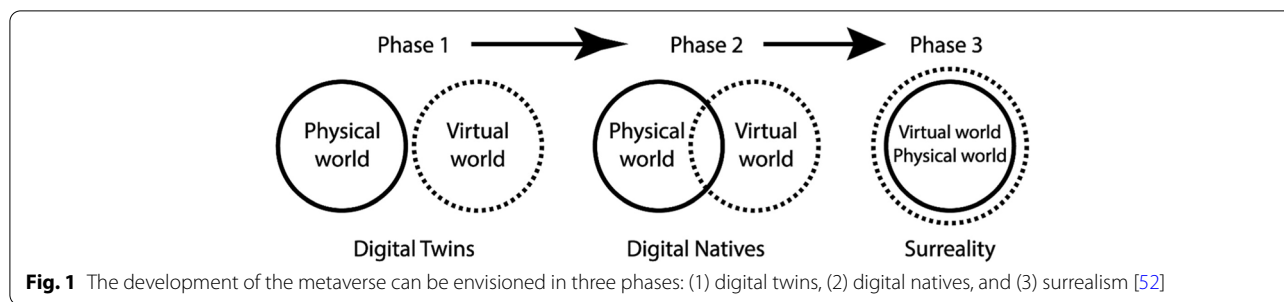 Phase 1 Phase 2 Phase 3
Physical world Virtual world Physical world Virtual world Virtual world Physical world
Digital Twins Digital Natives Surreality
Fig. 1 The development of the metaverse can be envisioned in three phases: (1) digital twins, (2) digital natives, and (3) surrealism [52]